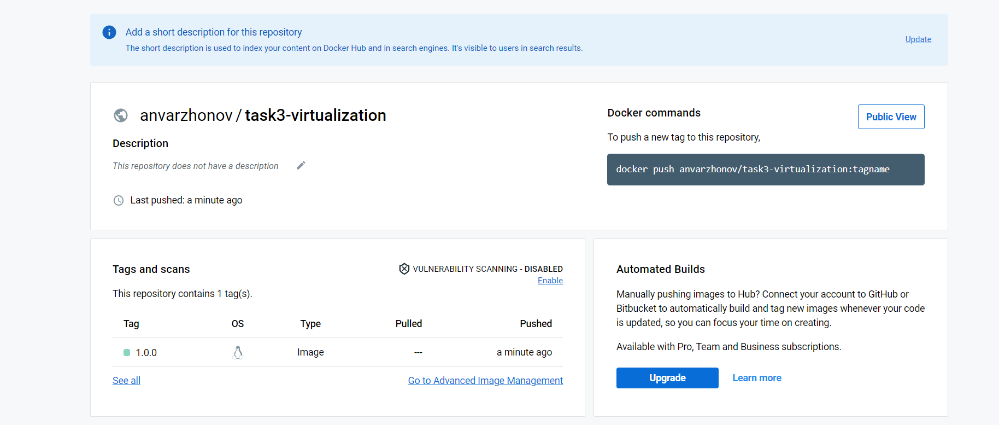 Add a short description for this repository
The short description is used to index your content on Docker Hub and in search engines. It's visible to users in search results.
Update
anvarzhonov / task3-virtualization
Description
This repository does not have a description
Last pushed: a minute ago
Docker commands
Public View
To push a new tag to this repository,
docker push anvarzhonov/task3-virtualization:tagname
Tags and scans
VULNERABILITY SCANNING - DISABLED
Enable
This repository contains 1 tag(s).
Tag OS Type Pulled Pushed
1.0.0 Image --- a minute ago
See all
Go to Advanced Image Management
Automated Builds
Manually pushing images to Hub? Connect your account to GitHub or
Bitbucket to automatically build and tag new images whenever your code
is updated, so you can focus your time on creating.
Available with Pro, Team and Business subscriptions.
Upgrade
Learn more